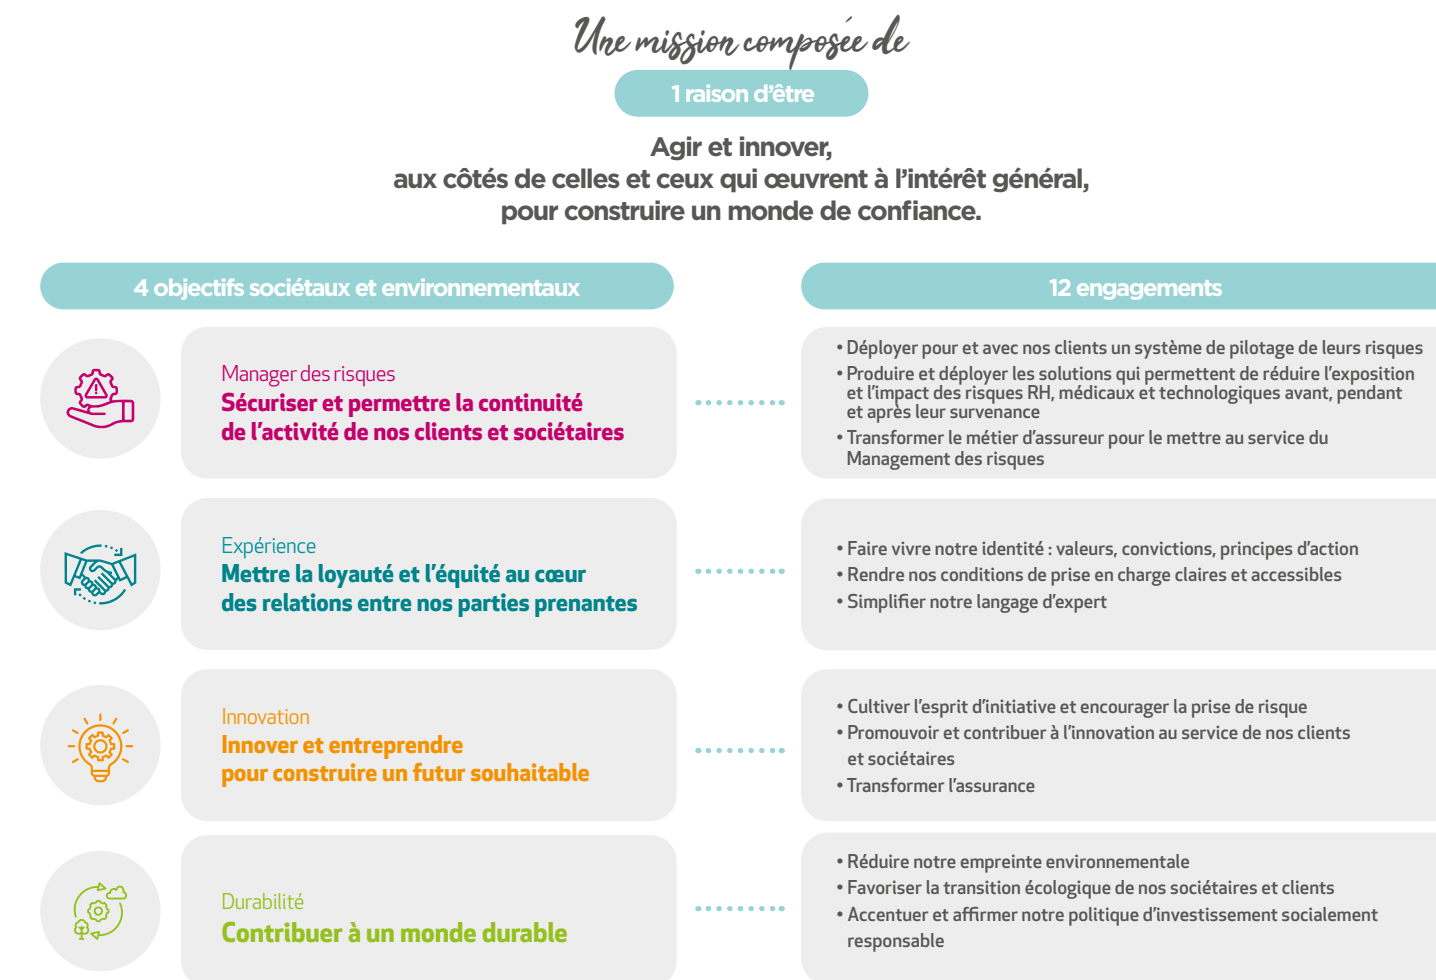 Une mission composée de
1 raison d'être
Agir et innover,
aux côtés de celles et ceux qui œuvrent à l'intérêt général,
pour construire un monde de confiance.
4 objectifs sociétaux et environnementaux
12 engagements
Manager des risques
Sécuriser et permettre la continuité
de l'activité de nos clients et sociétaires
• Déployer pour et avec nos clients un système de pilotage de leurs risques
• Produire et déployer les solutions qui permettent de réduire l'exposition
et l'impact des risques RH, médicaux et technologiques avant, pendant
et après leur survenance
• Transformer le métier d'assureur pour le mettre au service du
Management des risques
Expérience
Mettre la loyauté et l'équité au cœur
des relations entre nos parties prenantes
• Faire vivre notre identité : valeurs, convictions, principes d'action
• Rendre nos conditions de prise en charge claires et accessibles
• Simplifier notre langage d'expert
Innovation
Innover et entreprendre
pour construire un futur souhaitable
• Cultiver l'esprit d'initiative et encourager la prise de risque
• Promouvoir et contribuer à l'innovation au service de nos clients
et sociétaires
• Transformer l'assurance
Durabilité
Contribuer à un monde durable
• Réduire notre empreinte environnementale
• Favoriser la transition écologique de nos sociétaires et clients
• Accentuer et affirmer notre politique d'investissement socialement
responsable